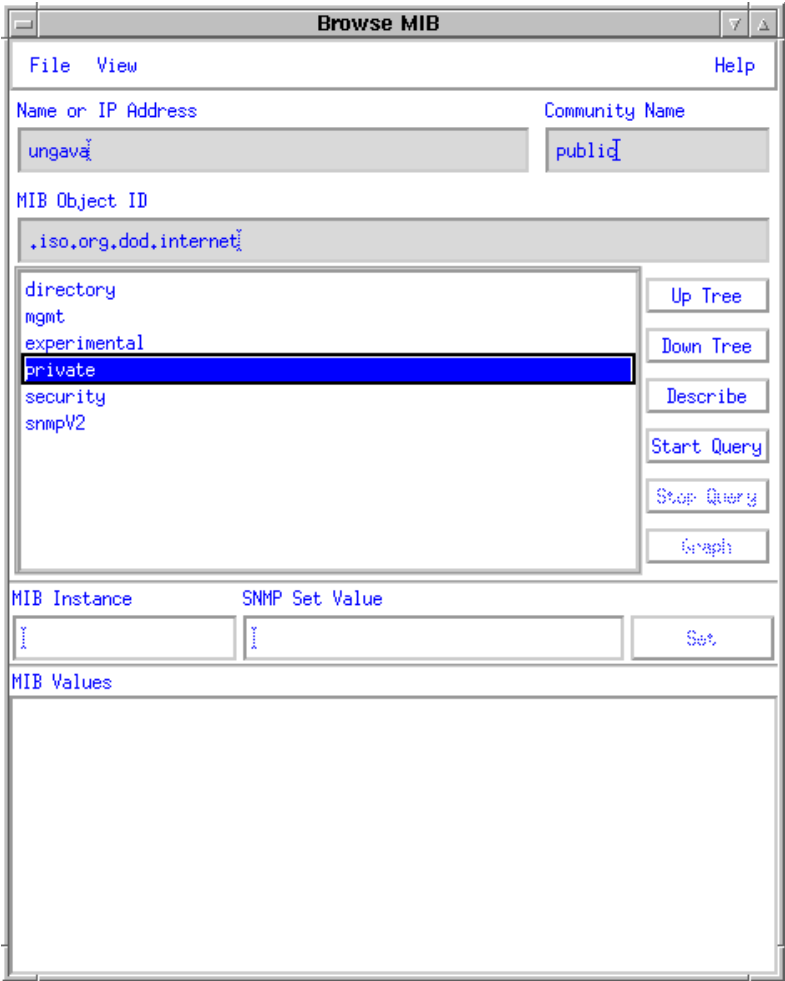 Browse MIB
File View Help
Name or IP Address Community Name
ungava public
MIB Object ID
.iso.org.dod.internet
directory
mgmt
experimental
private
security
snmpV2
Up Tree
Down Tree
Describe
Start Query
Stop Query
Graph
MIB Instance SNMP Set Value
Set
MIB Values